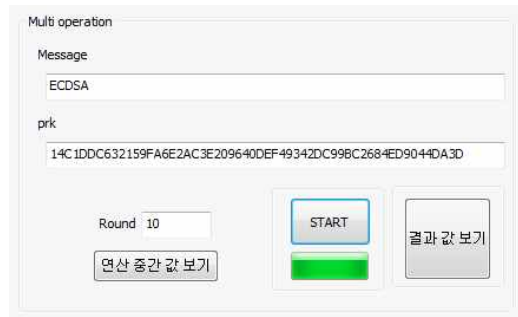 Multi operation
Message
ECDSA
prk
14C1DDC632159FA6E2AC3E209640DEF49342DC99BC2684ED9044DA3D
Round 10
START
결과 값 보기
연산 중간 값 보기